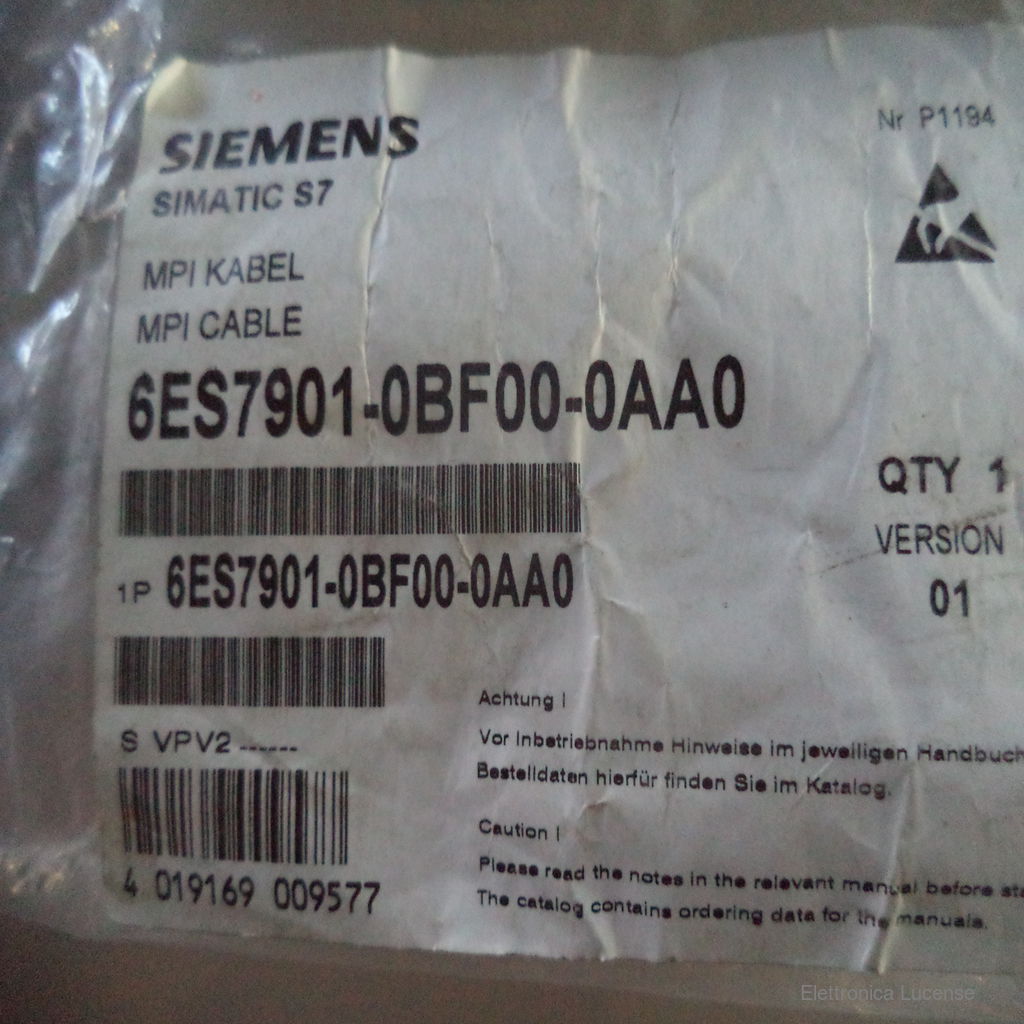 SIEMENS
Nr P1194
SIMATIC S7
MPI KABEL
MPI CABLE
6ES7901-0BF00-0AA0
QTY 1
VERSION
01
1P 6ES7901-0BF00-0AA0
S VPV2 ------
4 019169 009577
Achtung !
Vor Inbetriebnahme Hinweise im jeweiligen Handbuch
Bestelldaten hierfür finden Sie im Katalog.
Caution !
Please read the notes in the relevant manual before sta
The catalog contains ordering data for the manuals.
Elettronica Lucense